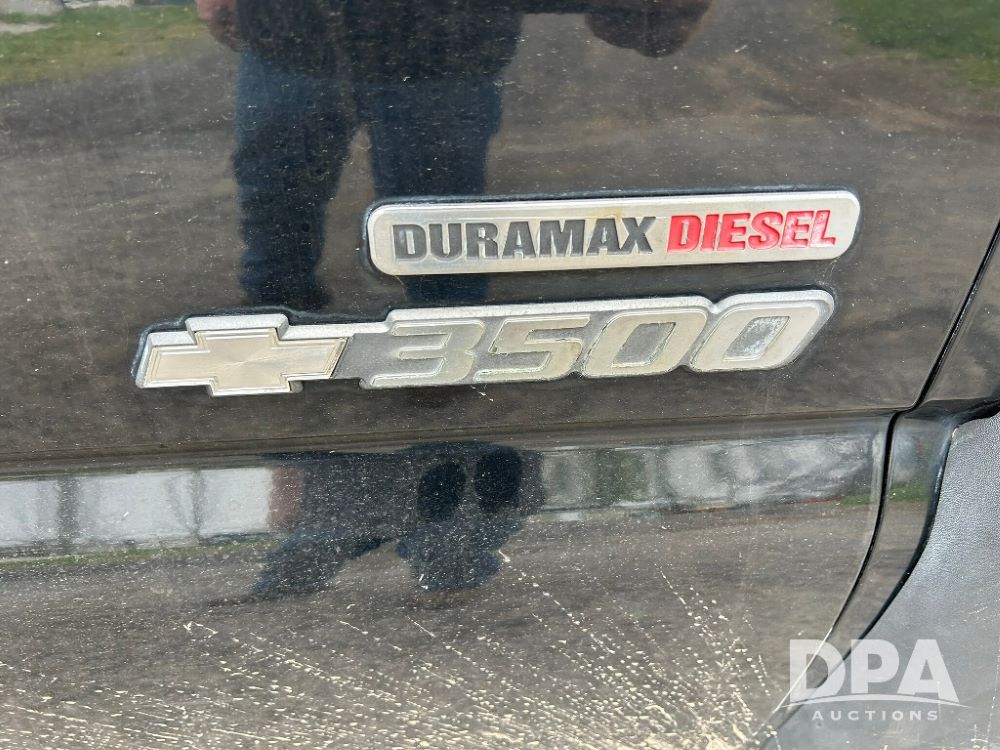 DURAMAX DIESEL
3500
DPA
AUCTIONS